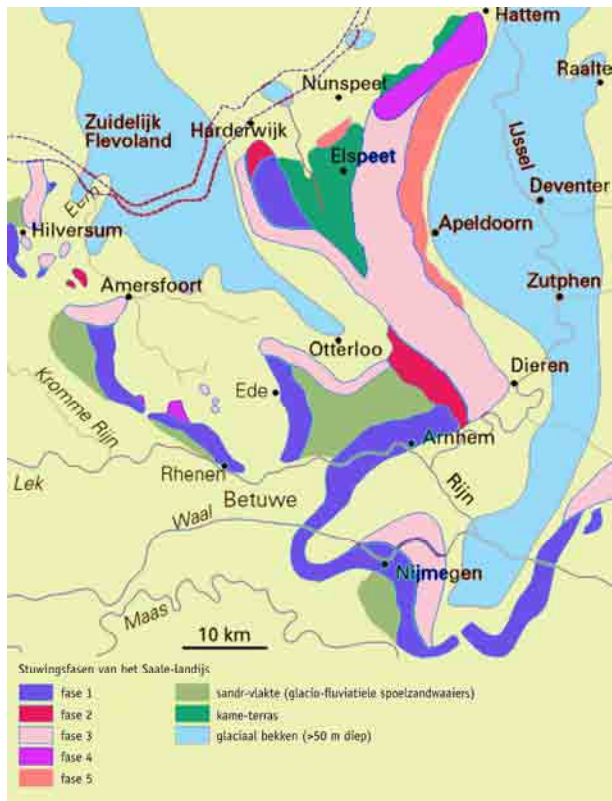 Hattem
Raalte
Nunspeet
Zuidelijk
Flevoland
Harderwijk
IJssel
Elspeet
Deventer
Eem
Hilversum
Apeldoorn
Amersfoort
Zutphen
Otterloo
Dieren
Kromme Rijn
Ede
Arnhem
Rhenen
Rijn
Lek
Betuwe
Waal
Nijmegen
Maas
10 km
Stuwingsfasen van het Saale-landijs
fase 1
sandr-vlakte (glacio-fluviatiele spoelzandwaaiers)
fase 2
kame-terras
fase 3
glaciaal bekken (>50 m diep)
fase 4
fase 5